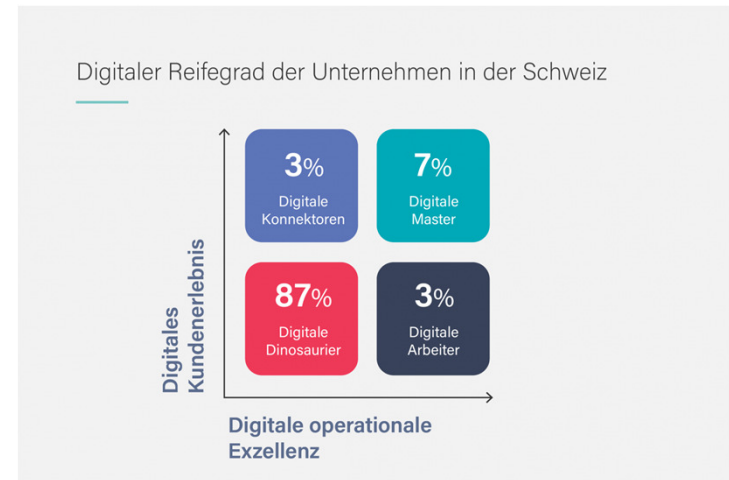 Digitaler Reifegrad der Unternehmen in der Schweiz
3%
Digitale
Konnektoren
7%
Digitale
Master
87%
Digitale
Dinosaurier
3%
Digitale
Arbeiter
Digitales
Kundenerlebnis
Digitale operationale
Exzellenz